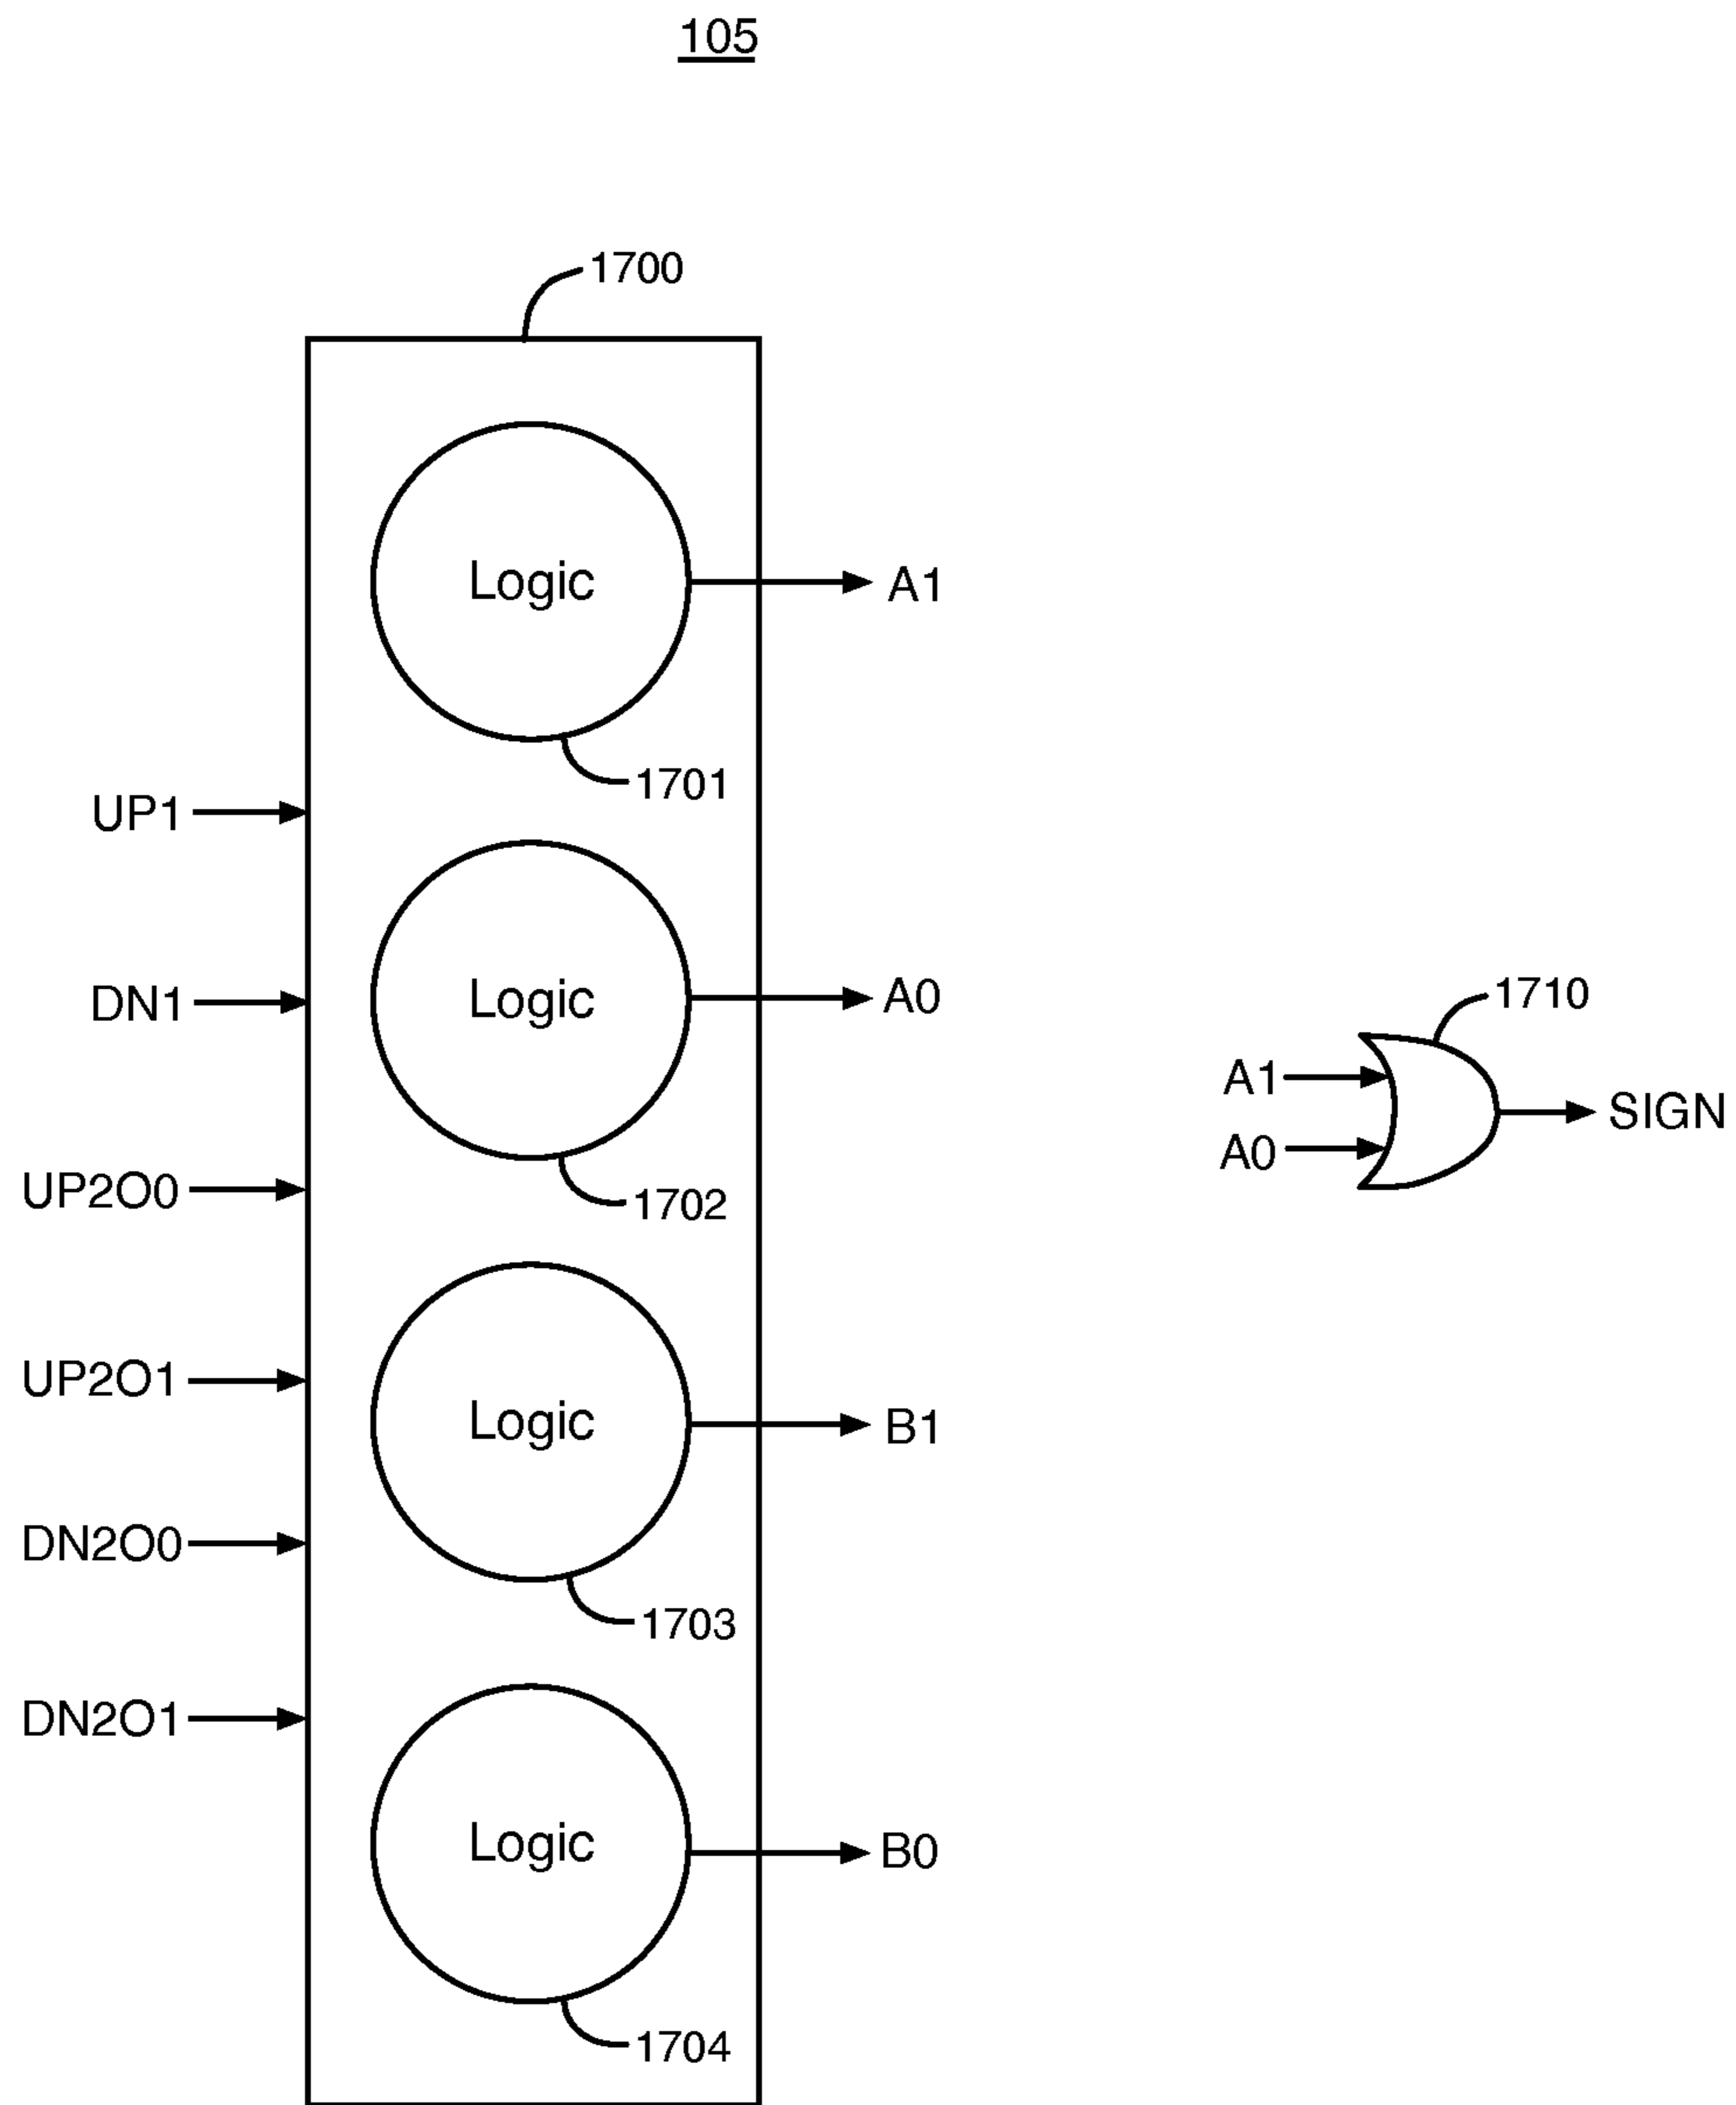 105
1700
Logic
A1
1701
UP1
Logic
DN1
A0
1710
A1
SIGN
A0
UP2O0
1702
UP2O1
Logic
B1
DN2O0
1703
DN2O1
Logic
B0
1704